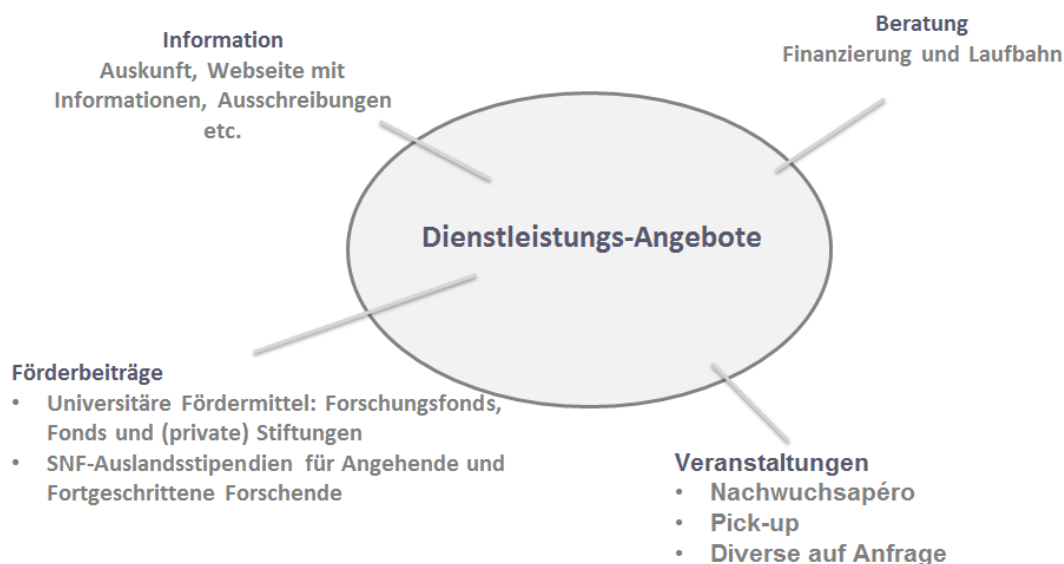 Information
Auskunft, Webseite mit
Informationen, Ausschreibungen
etc.
Beratung
Finanzierung und Laufbahn
Dienstleistungs-Angebote
Förderbeiträge
• Universitäre Fördermittel: Forschungsfonds,
Fonds und (private) Stiftungen
• SNF-Auslandsstipendien für Angehende und
Fortgeschrittene Forschende
Veranstaltungen
• Nachwuchsapéro
• Pick-up
• Diverse auf Anfrage